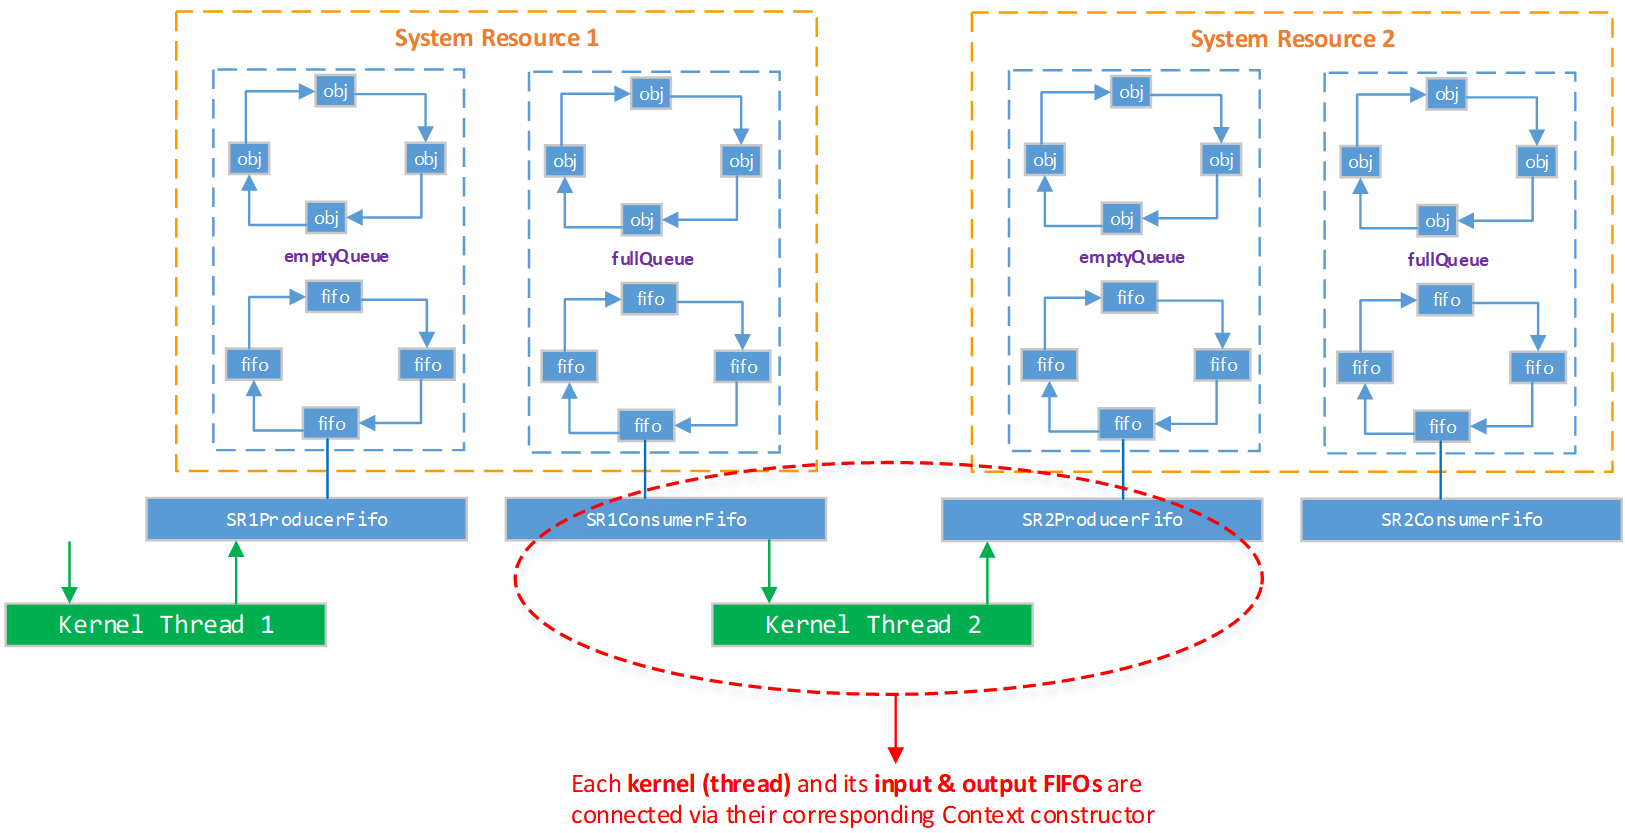 System Resource 1
obj
obj
obj
obj
emptyQueue
fifo
fifo
fifo
fifo
obj
obj
obj
obj
fullQueue
fifo
fifo
fifo
fifo
System Resource 2
obj
obj
obj
obj
emptyQueue
fifo
fifo
fifo
fifo
obj
obj
obj
obj
fullQueue
fifo
fifo
fifo
fifo
SR1ProducerFifo
SR1ConsumerFifo
SR2ProducerFifo
SR2ConsumerFifo
Kernel Thread 1
Kernel Thread 2
Each kernel (thread) and its input & output FIFOs are
connected via their corresponding Context constructor